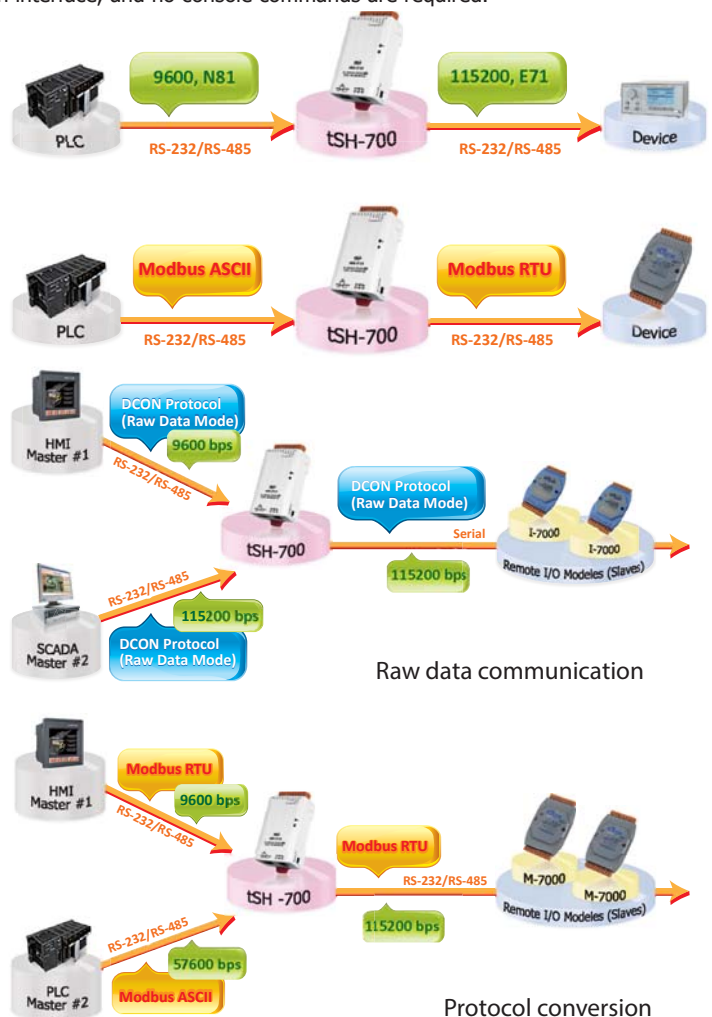 interface, and no console commands are required.
9600, N81
115200, E71
PLC
RS-232/RS-485
tSH-700
RS-232/RS-485
Device
Modbus ASCII
Modbus RTU
PLC
RS-232/RS-485
tSH-700
RS-232/RS-485
Device
HMI
Master #1
DCON Protocol
(Raw Data Mode)
9600 bps
RS-232/RS-485
tSH-700
DCON Protocol
(Raw Data Mode)
Serial
115200 bps
I-7000
I-7000
Remote I/O Modeles (Slaves)
SCADA
Master #2
RS-232/RS-485
115200 bps
DCON Protocol
(Raw Data Mode)
Raw data communication
HMI
Master #1
Modbus RTU
9600 bps
RS-232/RS-485
tSH -700
Modbus RTU
RS-232/RS-485
115200 bps
M-7000
M-7000
Remote I/O Modeles (Slaves)
PLC
Master #2
RS-232/RS-485
57600 bps
Modbus ASCII
Protocol conversion